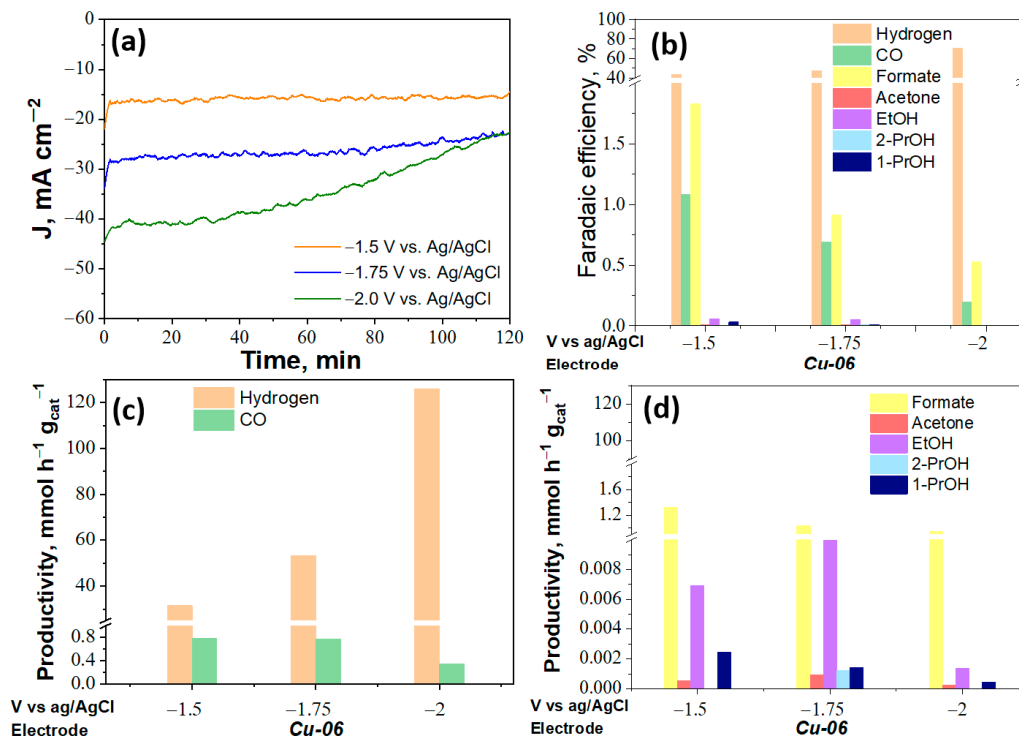 (a)
J, mA cm−2
0
−10
−20
−30
−40
−50
−60
−1.5 V vs. Ag/AgCl
−1.75 V vs. Ag/AgCl
−2.0 V vs. Ag/AgCl
0 20 40 60 80 100 120
Time, min
(b)
Faradaic efficiency, %
100
90
80
70
60
50
40
1.5
1.0
0.5
0.0
Hydrogen
CO
Formate
Acetone
EtOH
2-PrOH
1-PrOH
V vs ag/AgCl −1.5 −1.75 −2
Electrode Cu-06
(c)
Productivity, mmol h−1 gcat−1
120
100
80
60
40
0.8
0.4
0.0
Hydrogen
CO
V vs ag/AgCl −1.5 −1.75 −2
Electrode Cu-06
(d)
Productivity, mmol h−1 gcat−1
120
100
1.6
1.2
0.008
0.006
0.004
0.002
0.000
Formate
Acetone
EtOH
2-PrOH
1-PrOH
V vs ag/AgCl −1.5 −1.75 −2
Electrode Cu-06